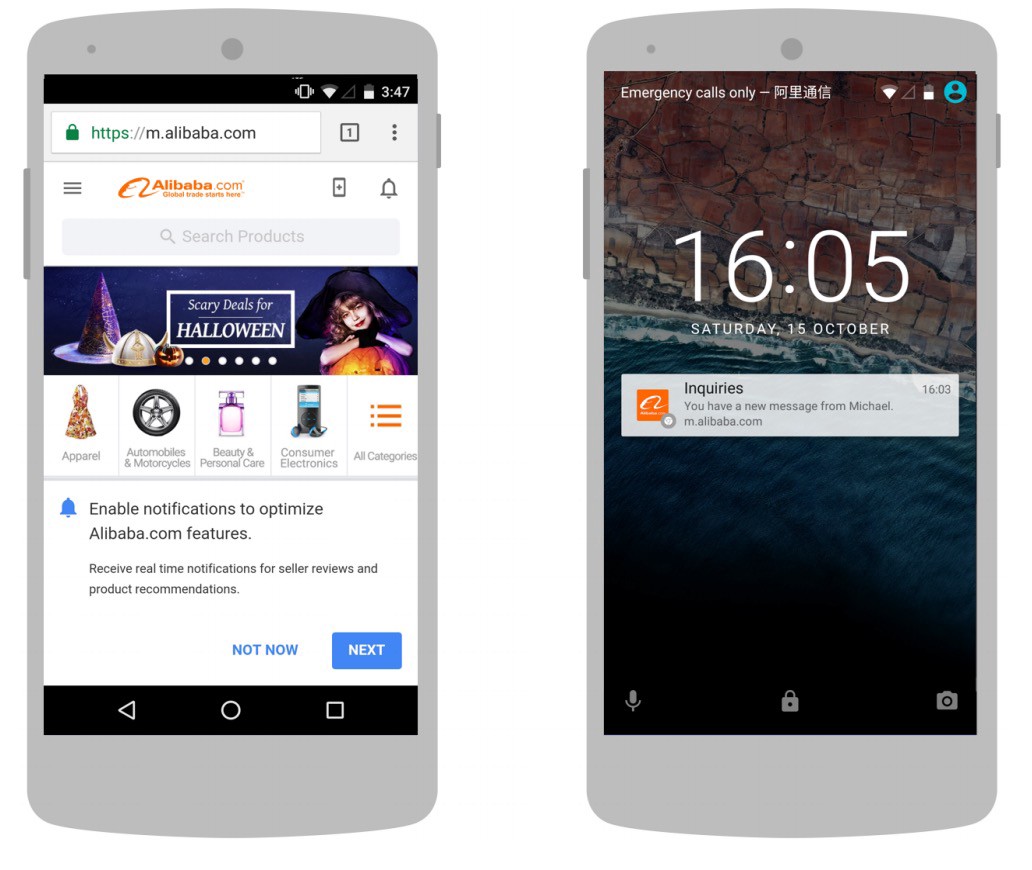 3:47
https://m.alibaba.com
1
Alibaba.com
Global trade starts here™
Search Products
Scary Deals for
HALLOWEEN
Apparel
Automobiles
& Motorcycles
Beauty &
Personal Care
Consumer
Electronics
All Categories
Enable notifications to optimize
Alibaba.com features.
Receive real time notifications for seller reviews and
product recommendations.
NOT NOW
NEXT
Emergency calls only — 阿里通信
16:05
SATURDAY, 15 OCTOBER
Inquiries
16:03
You have a new message from Michael.
m.alibaba.com